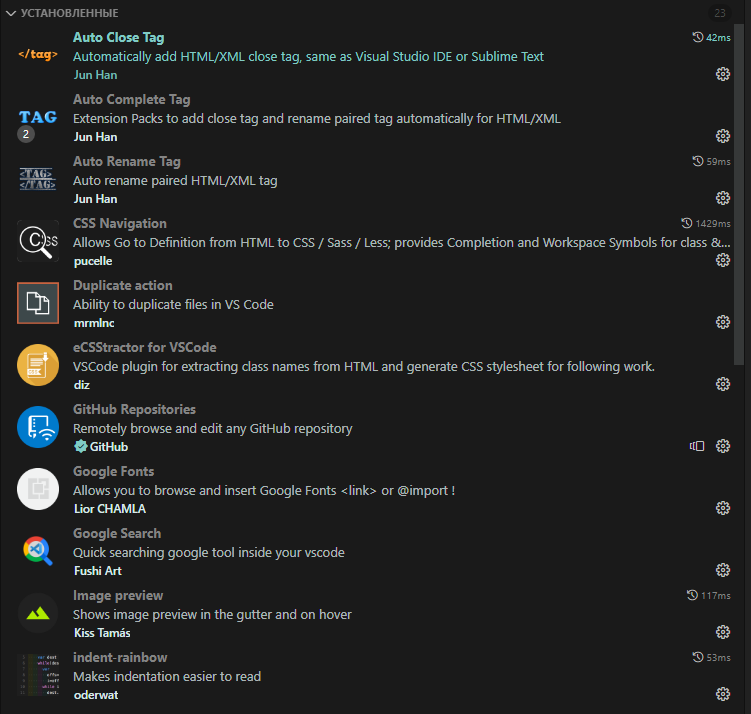 УСТАНОВЛЕННЫЕ 23
Auto Close Tag 42ms
</tag>
Automatically add HTML/XML close tag, same as Visual Studio IDE or Sublime Text
Jun Han
Auto Complete Tag
TAG
Extension Packs to add close tag and rename paired tag automatically for HTML/XML
2
Jun Han
Auto Rename Tag 59ms
<TAG>
</TAG>
Auto rename paired HTML/XML tag
Jun Han
CSS Navigation 1429ms
Css
Allows Go to Definition from HTML to CSS / Sass / Less; provides Completion and Workspace Symbols for class &...
pucelle
Duplicate action
Ability to duplicate files in VS Code
mrmlnc
eCSStractor for VSCode
VSCode plugin for extracting class names from HTML and generate CSS stylesheet for following work.
diz
GitHub Repositories
Remotely browse and edit any GitHub repository
GitHub
Google Fonts
Allows you to browse and insert Google Fonts <link> or @import !
Lior CHAMLA
Google Search
Quick searching google tool inside your vscode
Fushi Art
Image preview 117ms
Shows image preview in the gutter and on hover
Kiss Tamás
indent-rainbow 53ms
Makes indentation easier to read
oderwat